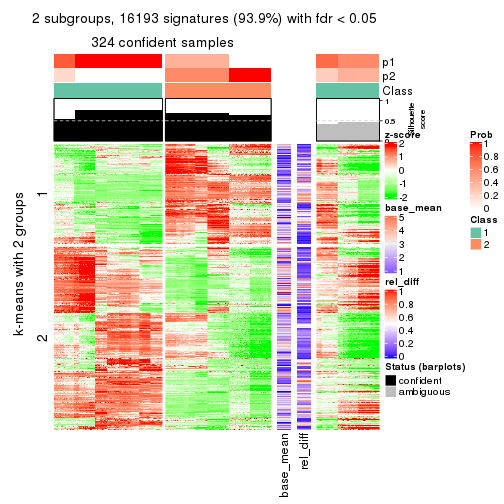 2 subgroups, 16193 signatures (93.9%) with fdr < 0.05
324 confident samples
p1
p2
Class
1
0.5
Silhouette
score
k-means with 2 groups
1
2
base_mean
rel_diff
z-score
2
1
0
-1
-2
base_mean
5
4
3
2
1
rel_diff
1
0.8
0.6
0.4
0.2
0
Status (barplots)
confident
ambiguous
Prob
1
0.8
0.6
0.4
0.2
0
Class
1
2